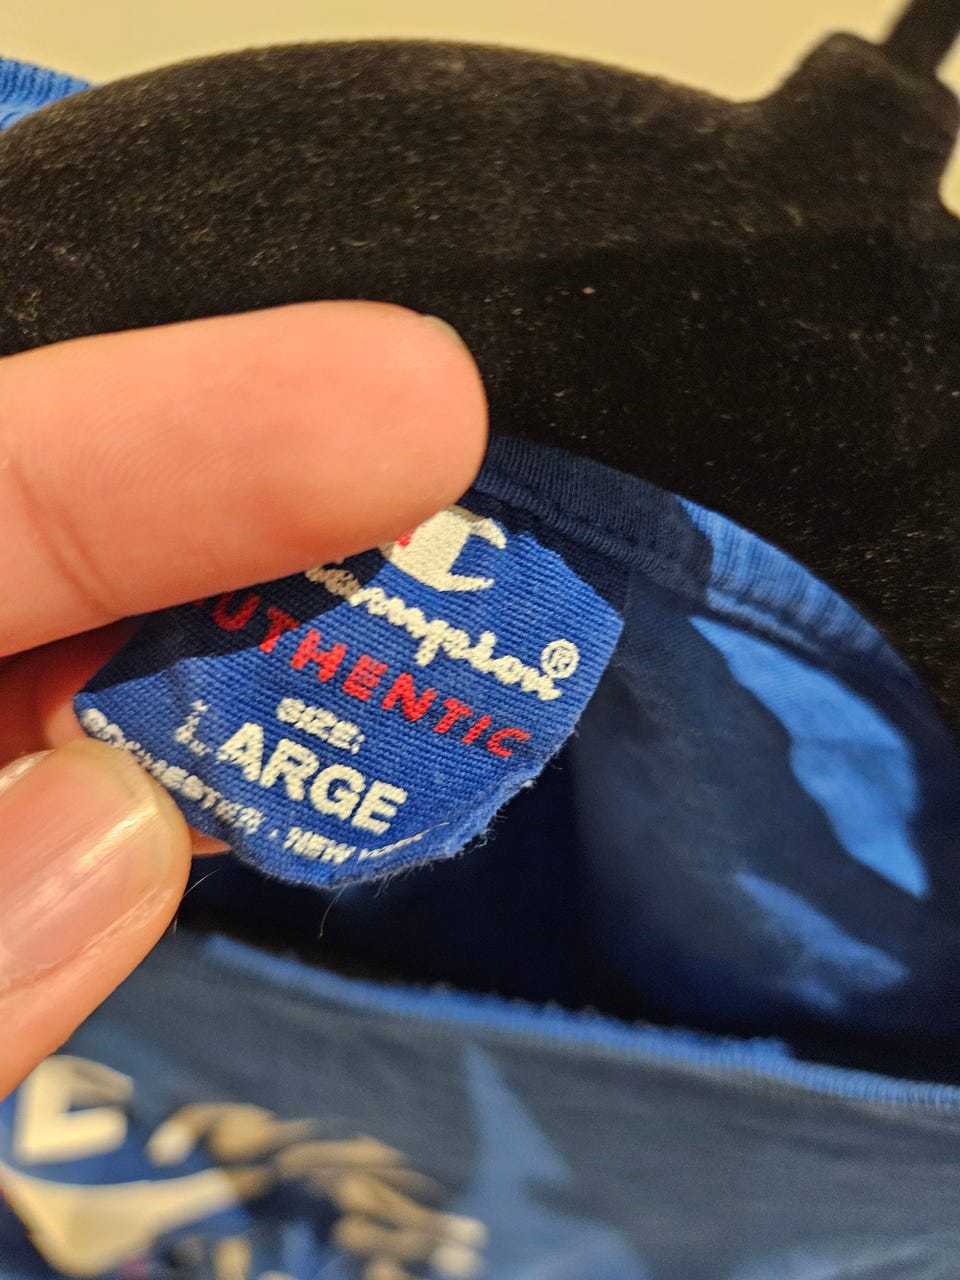 Champion®
AUTHENTIC
SIZE:
LARGE
ROCHESTER • NEW